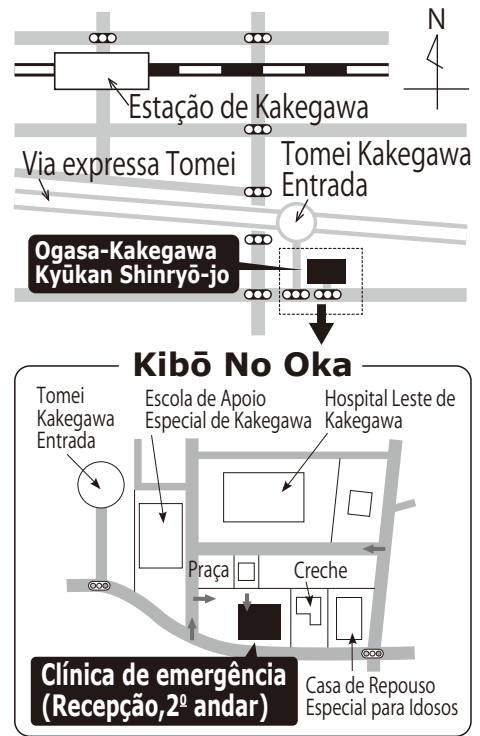 N
Estação de Kakegawa
Via expressa Tomei
Tomei Kakegawa
Entrada
Ogasa-Kakegawa
Kyūkan Shinryō-jo
Kibō No Oka
Tomei
Kakegawa
Entrada
Escola de Apoio
Especial de Kakegawa
Hospital Leste de
Kakegawa
Praça
Creche
Clínica de emergência
(Recepção,2º andar)
Casa de Repouso
Especial para Idosos